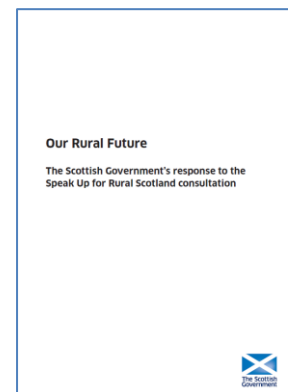 Our Rural Future
The Scottish Government's response to the
Speak Up for Rural Scotland consultation
The Scottish
Government